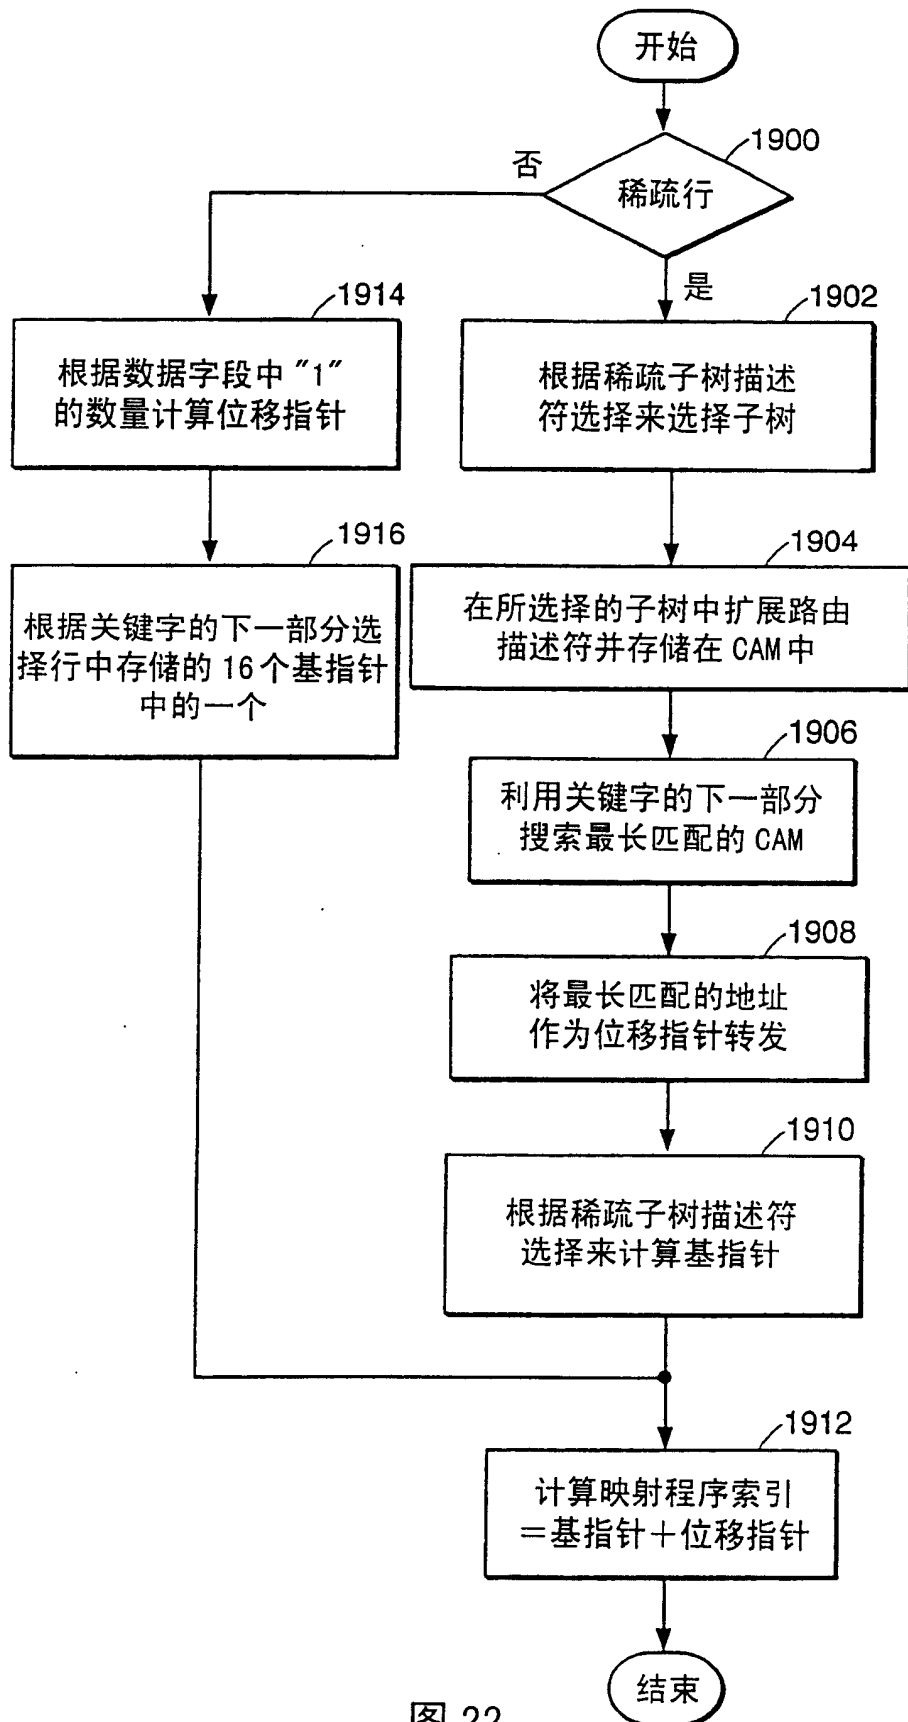 开始
1900
稀疏行
否
是
1914
根据数据字段中"1"
的数量计算位移指针
1902
根据稀疏子树描述
符选择来选择子树
1916
根据关键字的下一部分选
择行中存储的16个基指针
中的一个
1904
在所选择的子树中扩展路由
描述符并存储在CAM中
1906
利用关键字的下一部分
搜索最长匹配的CAM
1908
将最长匹配的地址
作为位移指针转发
1910
根据稀疏子树描述符
选择来计算基指针
1912
计算映射程序索引
=基指针+位移指针
结束
图 22